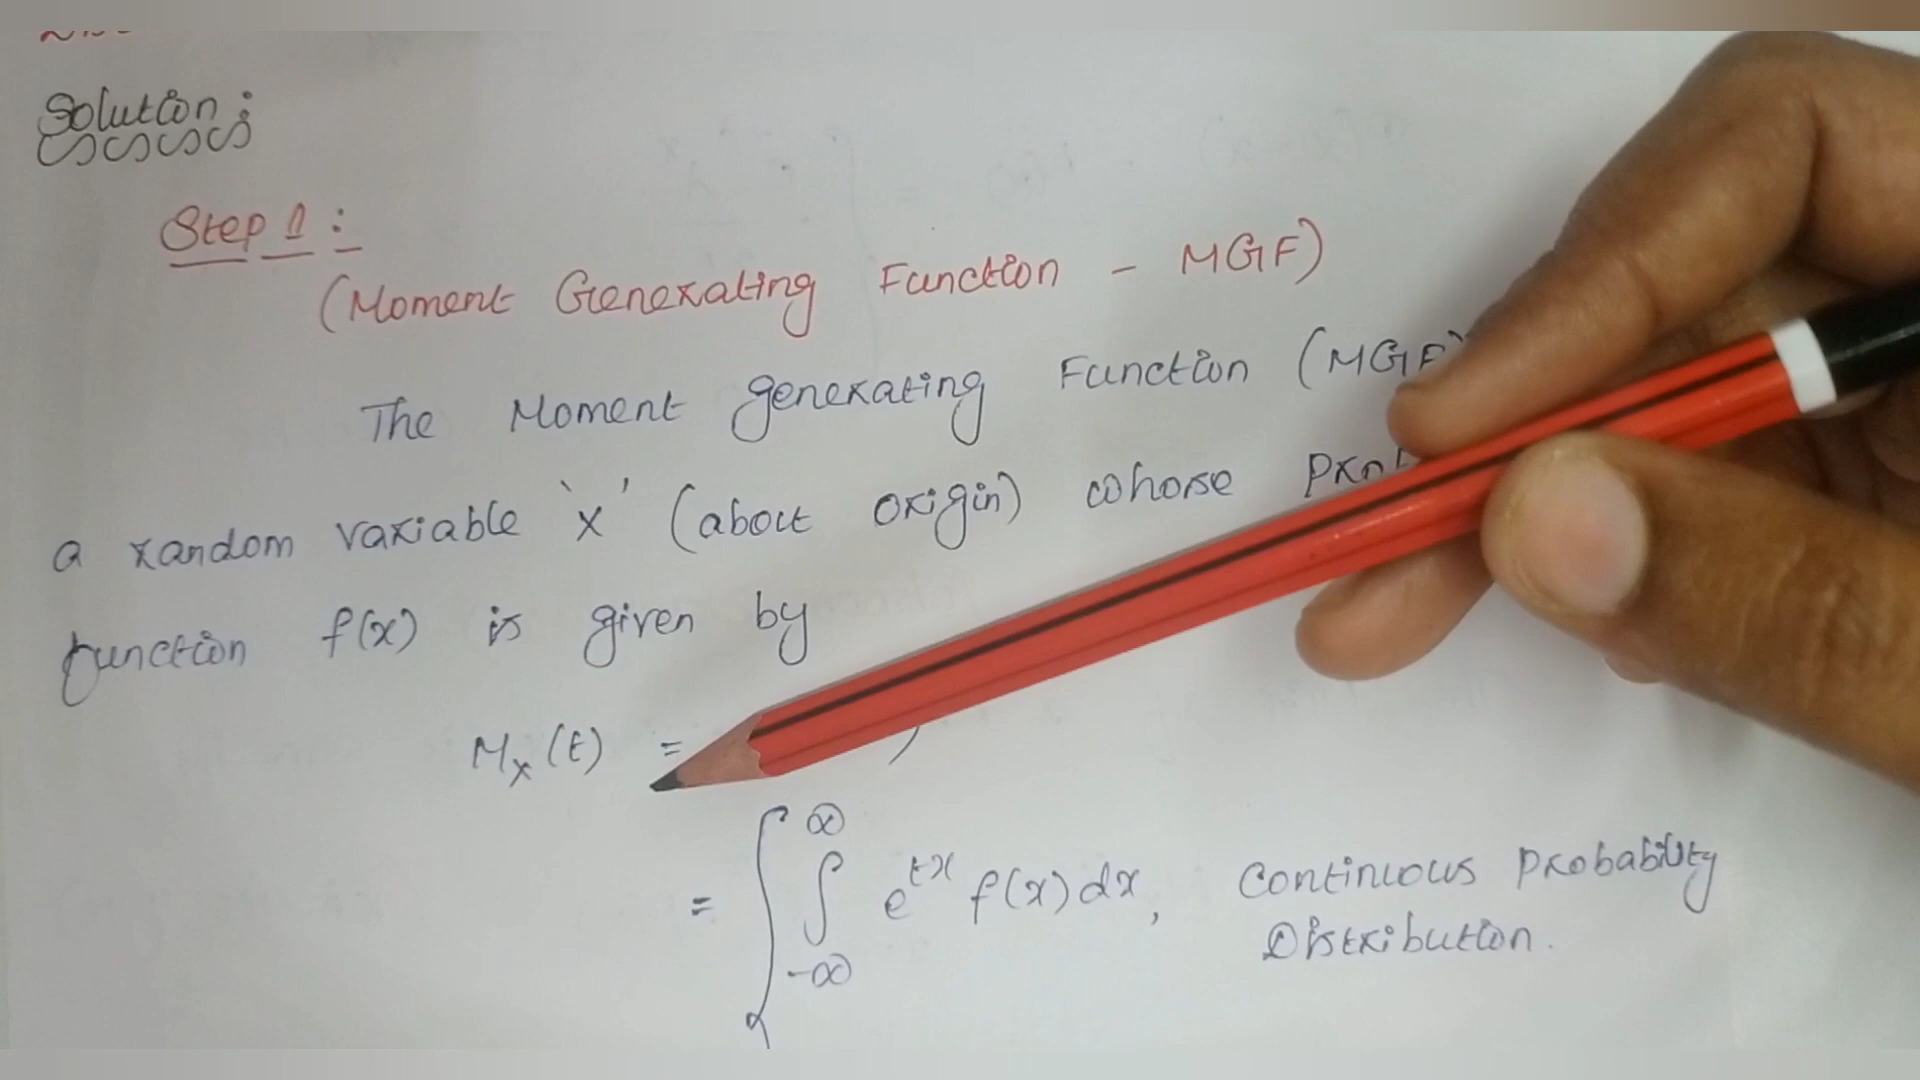 Solution:
Step 1:
(Moment Generating Function - MGF)
The Moment generating Function (MGF)
a random variable 'x' (about origin) whose
function f(x) is given by
Mx(t) =
= { ∫ -∞ ∞ e^tx f(x) dx, Continuous Probability
Distribution.